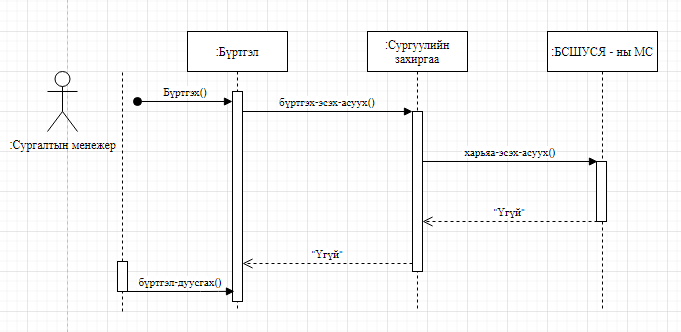 :Бүртгэл
:Сургуулийн
захиргаа
:БСШУСЯ - ны МС
:Сургалтын менежер
Бүртгэх()
бүртгэх-эсэх-асуух()
харьяа-эсэх-асуух()
"Үгүй"
"Үгүй"
бүртгэл-дуусгах()